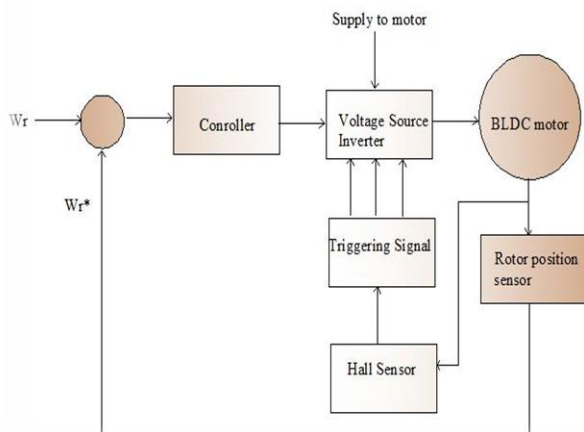 Supply to motor
Wr
Conroller
Voltage Source
Inverter
BLDC motor
Wr*
Triggering Signal
Rotor position
sensor
Hall Sensor